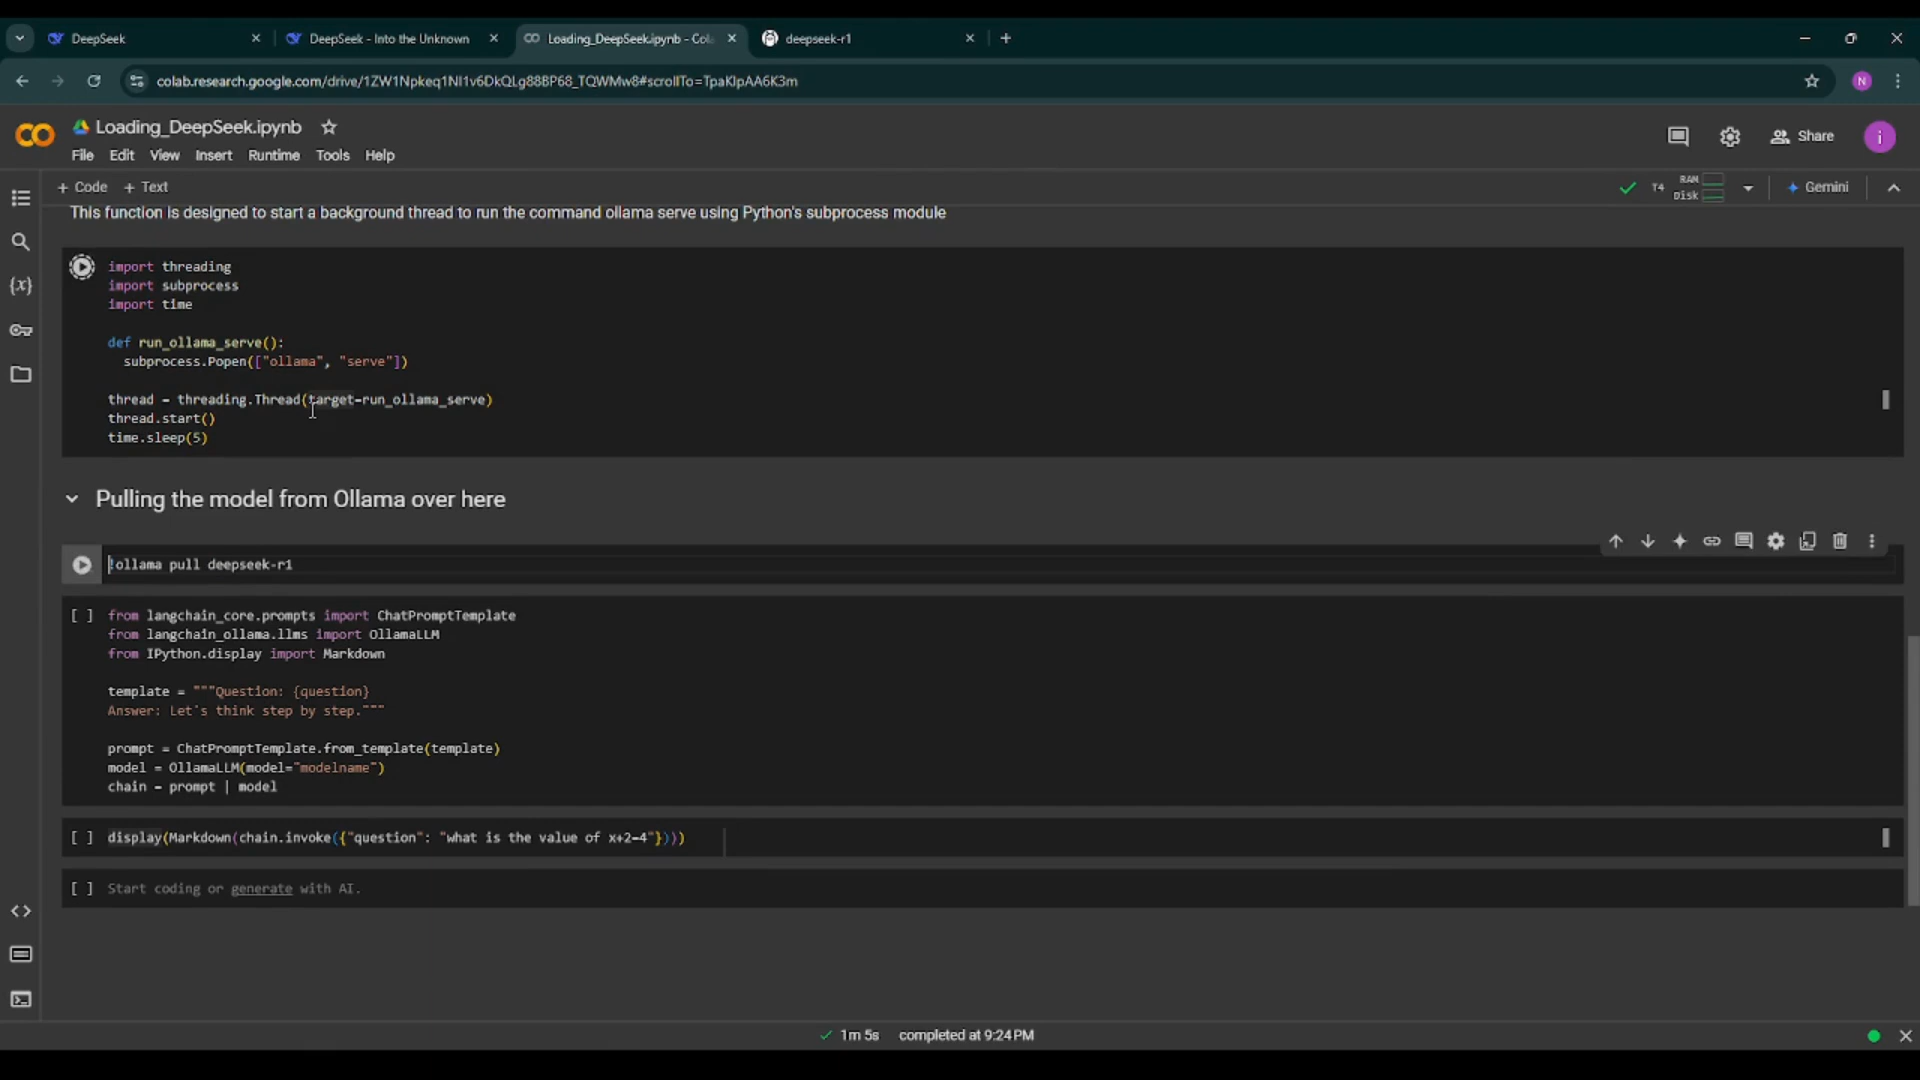 DeepSeek
DeepSeek - Into the Unknown
Loading_DeepSeek.ipynb - Col
deepseek-r1
colab.research.google.com/drive/1ZW1Npkeq1NI1v6DkQLg88BP68_TQWMw8#scrollTo=TpaKlpAA6K3m
N
Loading_DeepSeek.ipynb
Share
i
File Edit View Insert Runtime Tools Help
+ Code + Text
T4 RAM Disk
Gemini
This function is designed to start a background thread to run the command ollama serve using Python's subprocess module
import threading
import subprocess
import time
def run_ollama_serve():
subprocess.Popen(["ollama", "serve"])
thread = threading.Thread(target=run_ollama_serve)
thread.start()
time.sleep(5)
Pulling the model from Ollama over here
!ollama pull deepseek-r1
[ ] from langchain_core.prompts import ChatPromptTemplate
from langchain_ollama.llms import OllamaLLM
from IPython.display import Markdown
template = """Question: {question}
Answer: Let's think step by step."""
prompt = ChatPromptTemplate.from_template(template)
model = OllamaLLM(model="modelname")
chain = prompt | model
[ ] display(Markdown(chain.invoke({"question": "what is the value of x+2=4"})))
[ ] Start coding or generate with AI.
1m 5s completed at 9:24 PM